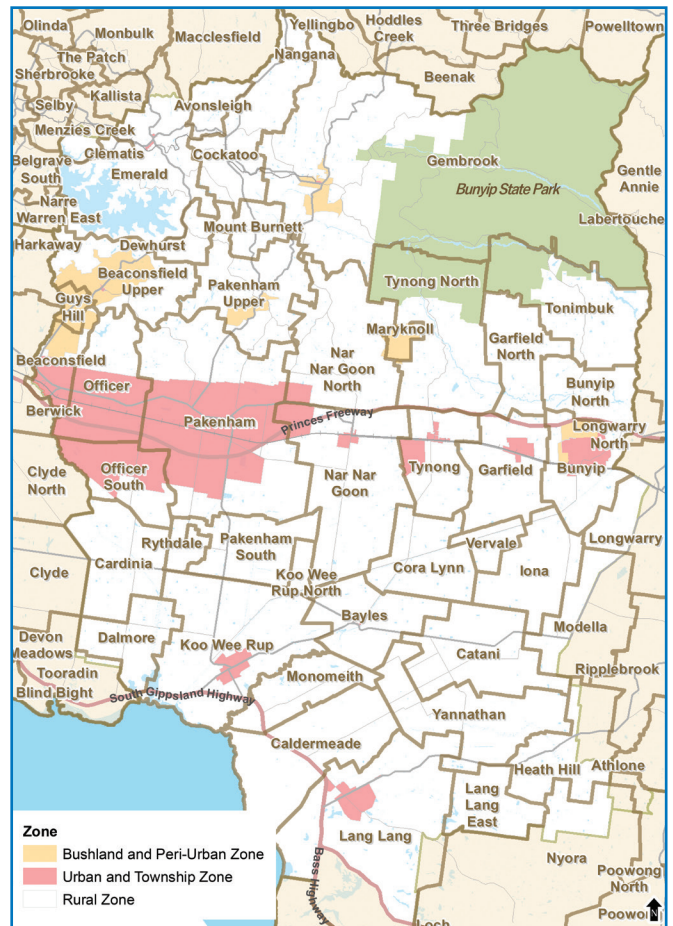 Olinda
Monbulk
Macclesfield
Yellingbo
Hoddles
Creek
Three Bridges
Powelltown
The Patch
Sherbrooke
Nangana
Beenak
Selby
Kallista
Avonsleigh
Menzies Creek
Clematis
Cockatoo
Gembrook
Belgrave
South
Emerald
Bunyip State Park
Gentle
Annie
Narre
Warren East
Labertouche
Mount Burnett
Harkaway
Dewhurst
Beaconsfield
Upper
Pakenham
Upper
Tynong North
Guys
Hill
Tonimbuk
Maryknoll
Garfield
North
Beaconsfield
Officer
Nar
Nar Goon
North
Bunyip
North
Berwick
Pakenham
Princes Freeway
Longwarry
North
Clyde
North
Officer
South
Nar Nar
Goon
Tynong
Garfield
Bunyip
Rythdale
Pakenham
South
Vervale
Longwarry
Clyde
Cardinia
Koo Wee
Rup North
Cora Lynn
Iona
Bayles
Modella
Devon
Meadows
Dalmore
Koo Wee Rup
Catani
Tooradin
Monomeith
Ripplebrook
Blind Bight
South Gippsland Highway
Yannathan
Caldermeade
Heath Hill
Athlone
Lang
Lang
East
Lang Lang
Nyora
Bass Highway
Poowong
North
Loch
Zone
Bushland and Peri-Urban Zone
Urban and Township Zone
Rural Zone
N